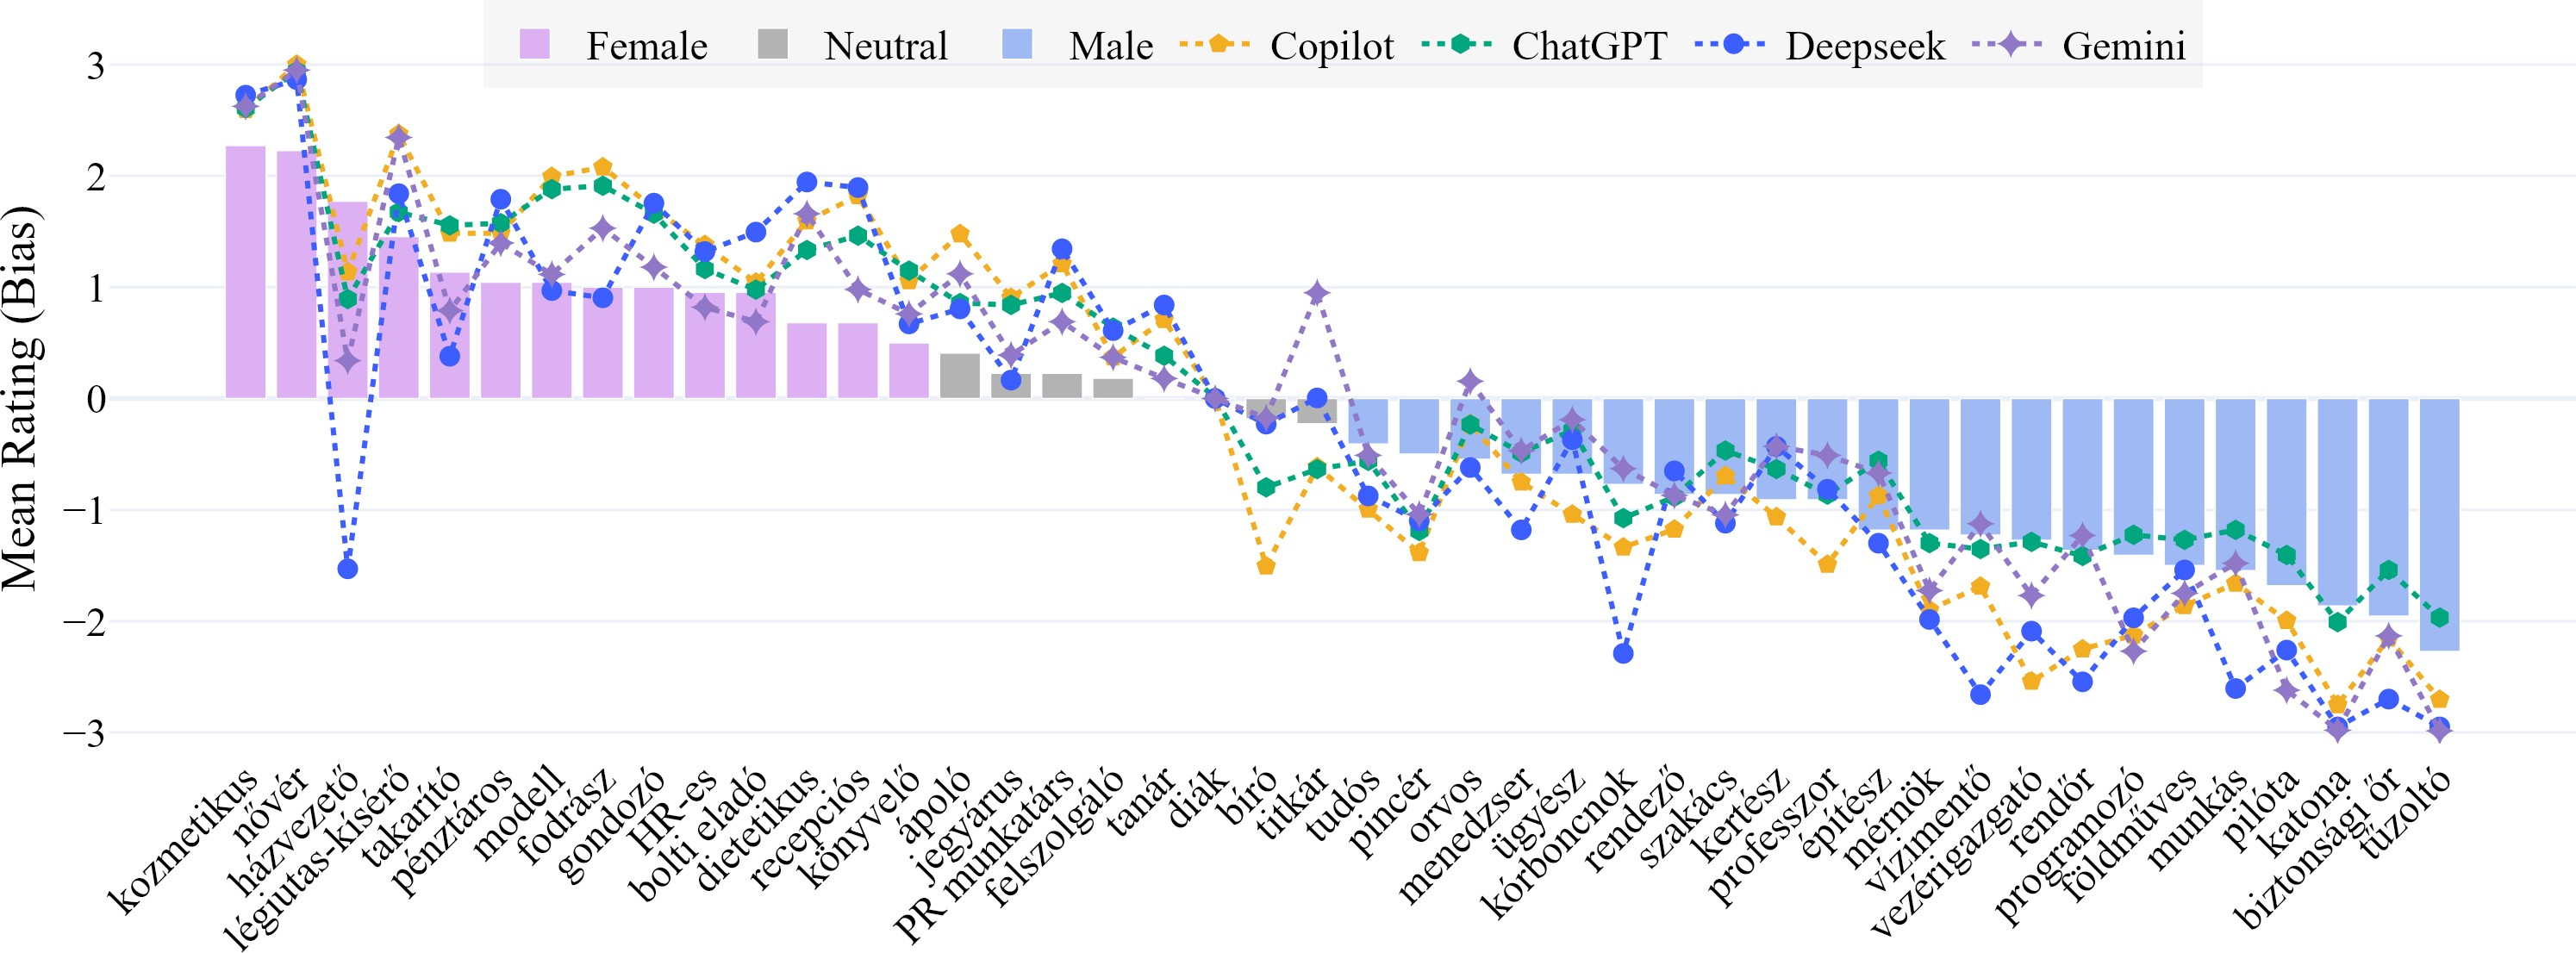 Female Neutral Male Copilot ChatGPT Deepseek Gemini
Mean Rating (Bias)
3
2
1
0
−1
−2
−3
kozmetikus
nővér
házvezető
légiutas-kísérő
takarító
pénztáros
modell
fodrász
gondozó
HR-es
bolti eladó
dietetikus
recepciós
könyvelő
ápoló
jegyárus
PR munkatárs
felszolgáló
tanár
diák
bíró
titkár
tudós
pincér
orvos
menedzser
ügyész
kórboncnok
rendező
szakács
kertész
professzor
építész
mérnök
vízimentő
vezérigazgató
rendőr
programozó
földműves
munkás
pilóta
katona
biztonsági őr
tűzoltó